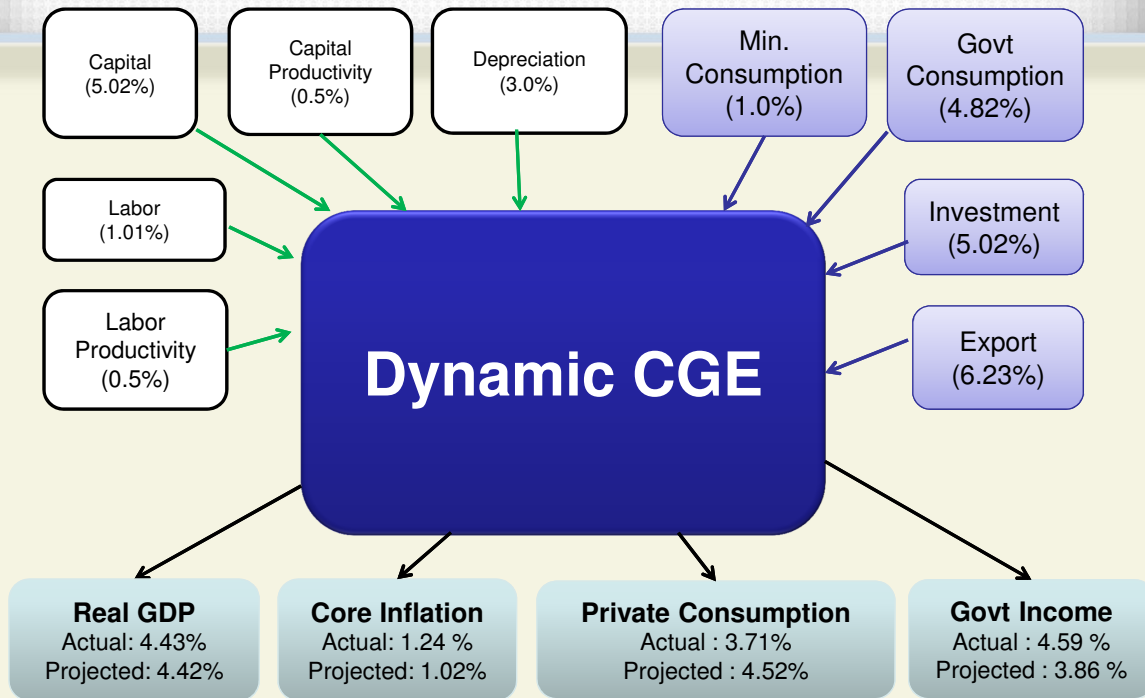 Capital
(5.02%)
Capital
Productivity
(0.5%)
Depreciation
(3.0%)
Min.
Consumption
(1.0%)
Govt
Consumption
(4.82%)
Labor
(1.01%)
Investment
(5.02%)
Labor
Productivity
(0.5%)
Export
(6.23%)
Dynamic CGE
Real GDP
Actual: 4.43%
Projected: 4.42%
Core Inflation
Actual: 1.24 %
Projected: 1.02%
Private Consumption
Actual : 3.71%
Projected : 4.52%
Govt Income
Actual : 4.59 %
Projected : 3.86 %